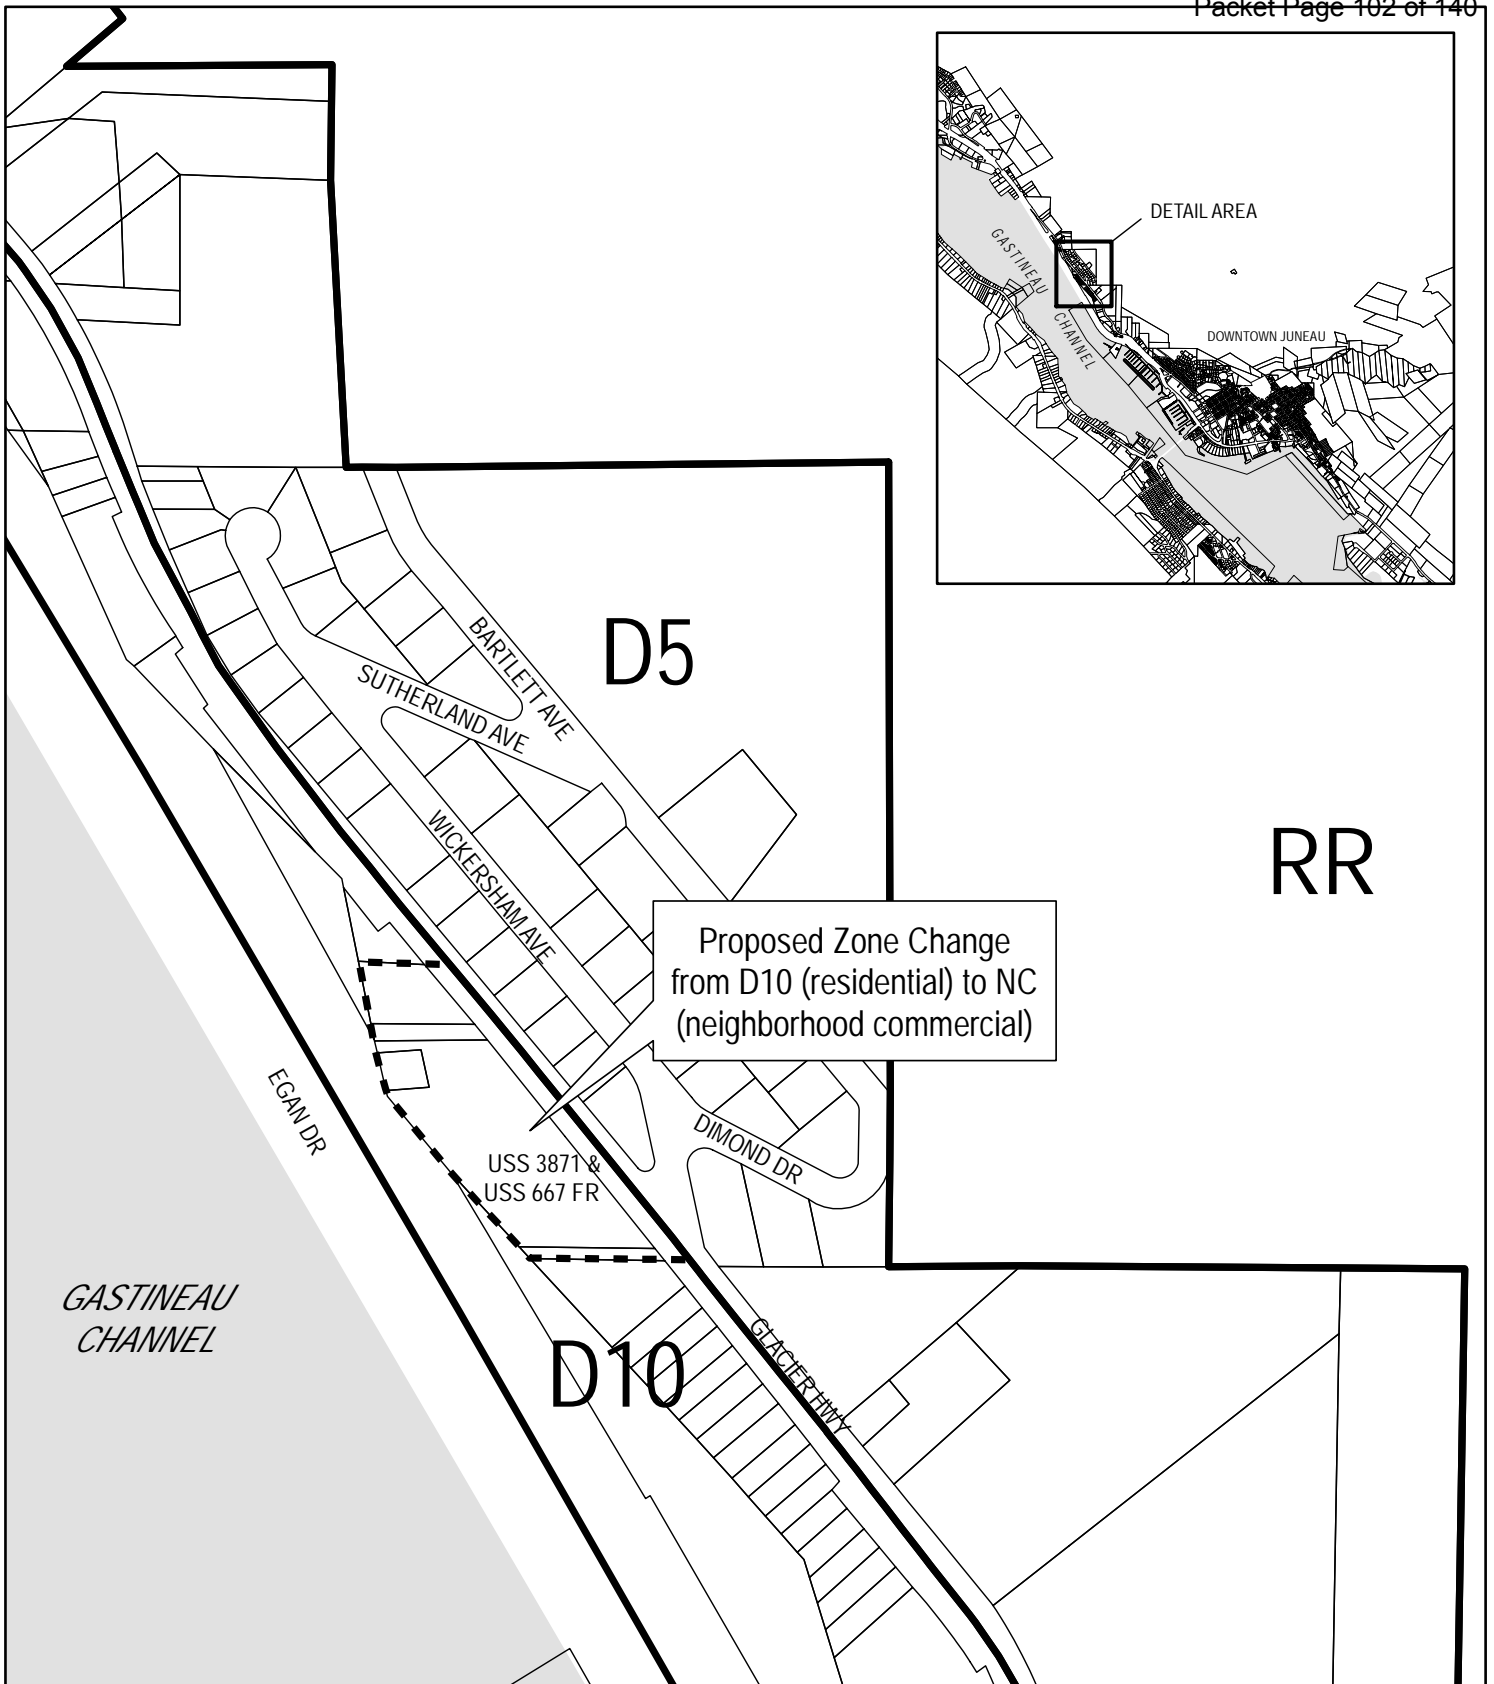 Packet Page 102 of 140
DETAIL AREA
GASTINEAU
CHANNEL
DOWNTOWN JUNEAU
D5
BARTLETT AVE
SUTHERLAND AVE
WICKERSHAM AVE
RR
Proposed Zone Change
from D10 (residential) to NC
(neighborhood commercial)
EGAN DR
DIMOND DR
USS 3871 &
USS 667 FR
GASTINEAU
CHANNEL
D10
GLACIER HWY